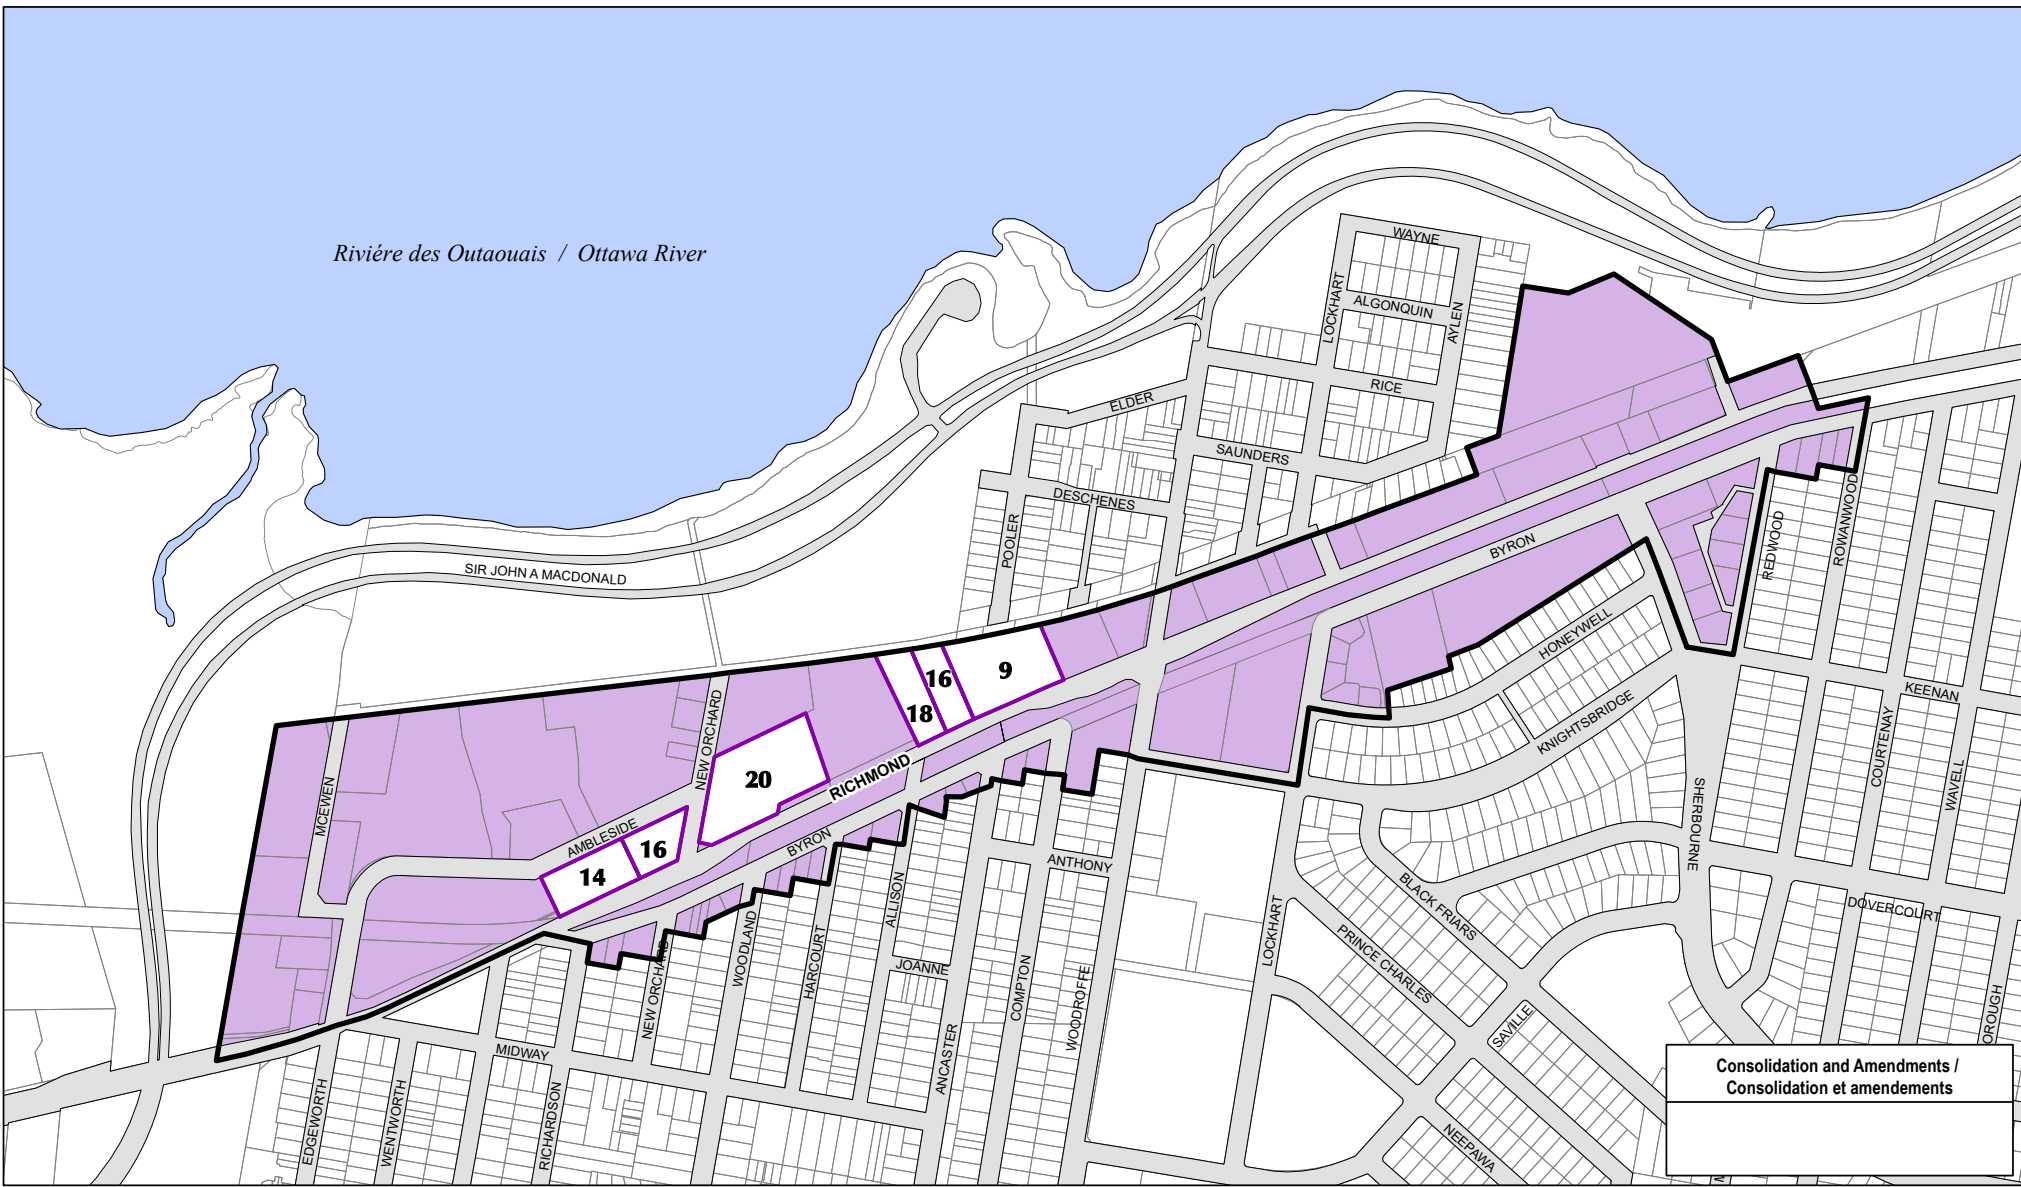 WAYNE
Riviére des Outaouais / Ottawa River
LOCKHART
ALGONQUIN
AYLEN
RICE
ELDER
SAUNDERS
DESCHENES
POOLER
BYRON
REDWOOD
ROWANWOOD
SIR JOHN A MACDONALD
HONEYWELL
KEENAN
KNIGHTSBRIDGE
9
16
18
NEW ORCHARD
20
RICHMOND
MCEWEN
AMBLESIDE
16
14
BYRON
COURTENAY
WAVELL
SHERBOURNE
ANTHONY
ALLISON
BLACK FRIARS
DOVERCOURT
LOCKHART
PRINCE CHARLES
WOODLAND
HARCOURT
NEW ORCHARD
JOANNE
COMPTON
WOODROFFE
SAVILLE
OROUGH
MIDWAY
ANCASTER
EDGEWORTH
WENTWORTH
RICHARDSON
NEEPAWA
Consolidation and Amendments /
Consolidation et amendements
W